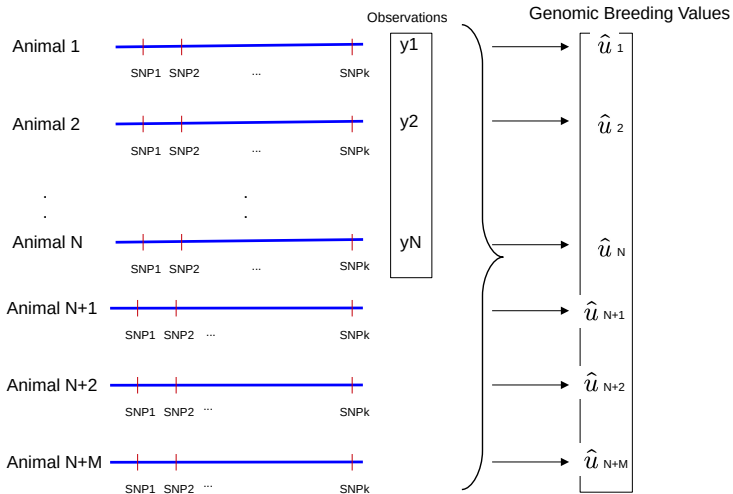 Observations
Genomic Breeding Values
Animal 1
y1
û 1
SNP1 SNP2 ... SNPk
Animal 2
y2
û 2
SNP1 SNP2 ... SNPk
. .
. .
Animal N
yN
û N
SNP1 SNP2 ... SNPk
Animal N+1
û N+1
SNP1 SNP2 ... SNPk
Animal N+2
û N+2
SNP1 SNP2 ... SNPk
Animal N+M
û N+M
SNP1 SNP2 ... SNPk